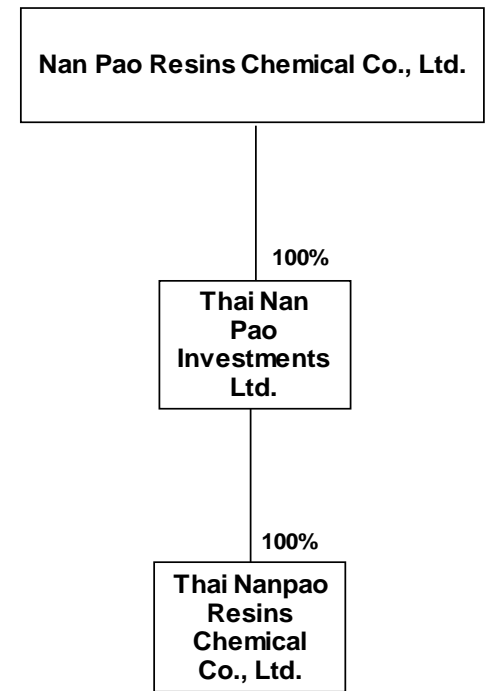 Nan Pao Resins Chemical Co., Ltd.
100%
Thai Nan
Pao
Investments
Ltd.
100%
Thai Nanpao
Resins
Chemical
Co., Ltd.